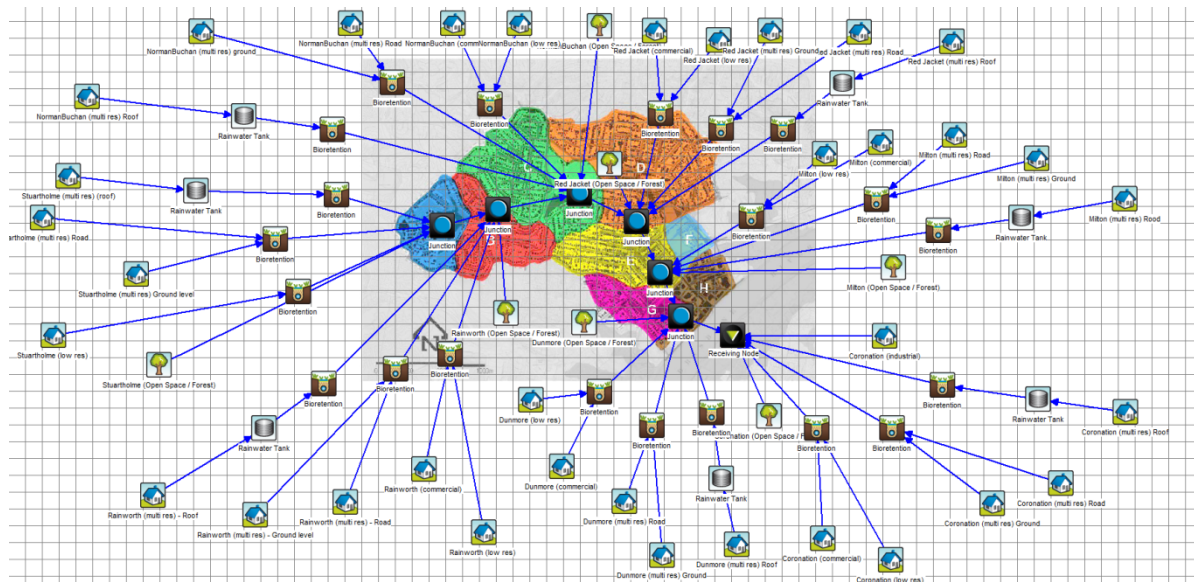 NormanBuchan (multi res) ground
NormanBuchan (multi res) Road
NormanBuchan (low res)
Red Jacket (commercial)
Red Jacket (low res)
Red Jacket (multi res) Ground
Red Jacket (multi res) Roof
Bioretention
Bioretention
Bioretention
Rainwater Tank
NormanBuchan (multi res) Roof
Rainwater Tank
Bioretention
Bioretention
Bioretention
Milton (commercial)
Milton (multi res) Road
Milton (low res)
Milton (multi res) Ground
D
Red Jacket (Open Space / Forest)
Stuartholme (multi res) (roof)
Rainwater Tank
Bioretention
Junction
Junction
Junction
Junction
Bioretention
Bioretention
Milton (multi res) Rood
Rainwater Tank
Bioretention
F
E
Stuartholme (multi res) Ground level
Bioretention
Bioretention
Junction
Milton (Open Space / Forest)
H
G
Rainworth (Open Space / Forest)
Dunmore (Open Space / Forest)
Junction
Receiving Node
Coronation (industrial)
Stuartholme (low res)
Stuartholme (Open Space / Forest)
N
Bioretention
Bioretention
Bioretention
Bioretention
Rainwater Tank
Coronation (multi res) Roof
Dunmore (low res)
Bioretention
Bioretention
Bioretention
Bioretention
Bioretention
Rainwater Tank
Rainworth (multi res) - Roof
Rainworth (multi res) - Ground level
Rainworth (multi res) - Road
Rainworth (commercial)
Rainworth (low res)
Dunmore (commercial)
Rainwater Tank
Dunmore (multi res) Road
Dunmore (multi res) Ground
Dunmore (multi res) Roof
Coronation (commercial)
Coronation (low res)
Coronation (multi res) Ground
Coronation (multi res) Road